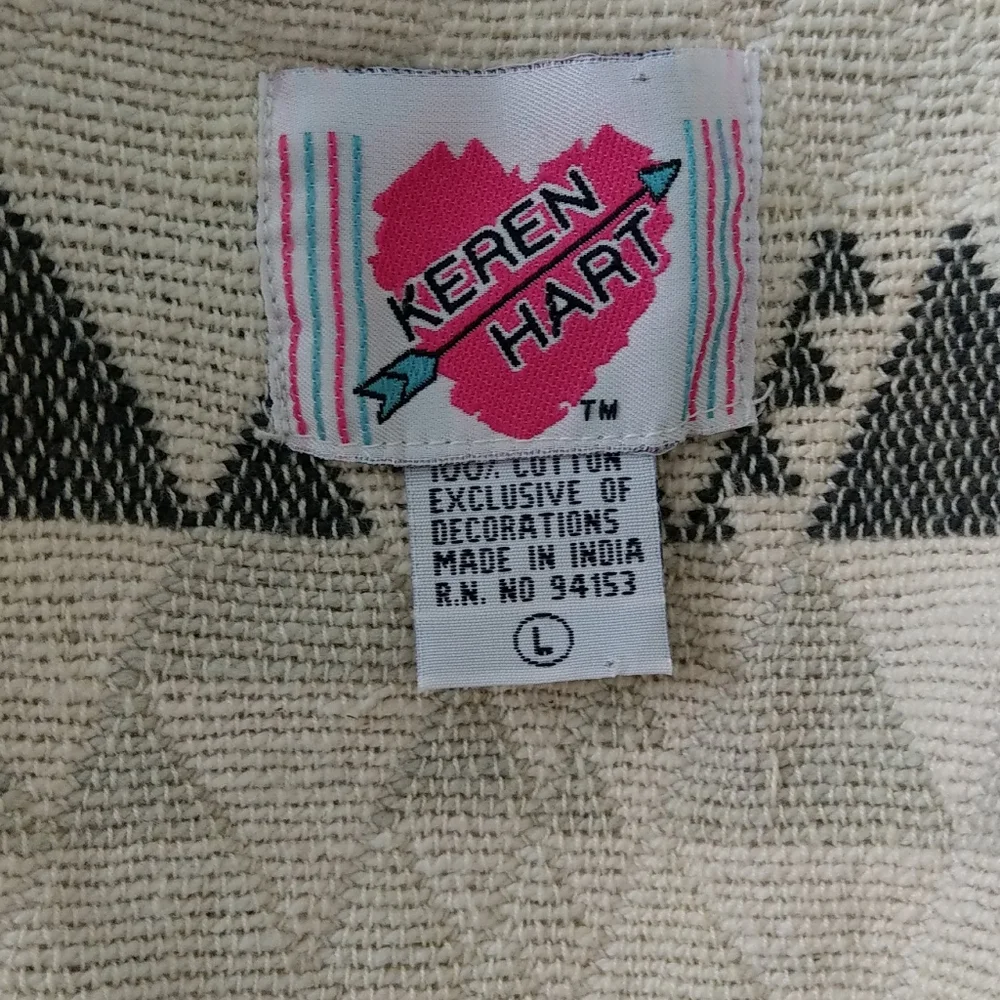 KEREN
HART
TM
100% COTTON
EXCLUSIVE OF
DECORATIONS
MADE IN INDIA
R.N. NO 94153
L